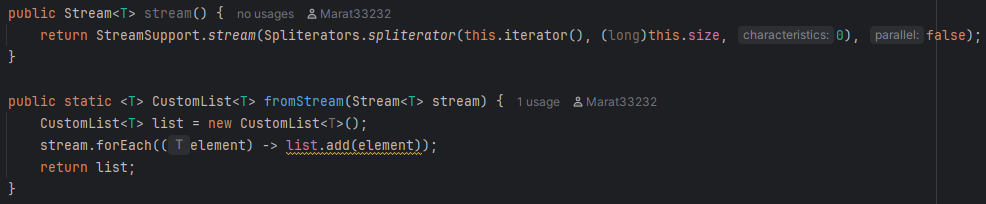 public Stream<T> stream() { no usages Marat33232
return StreamSupport.stream(Spliterators.spliterator(this.iterator(), (long)this.size, characteristics: 0), parallel: false);
}
public static <T> CustomList<T> fromStream(Stream<T> stream) { 1 usage Marat33232
CustomList<T> list = new CustomList<T>();
stream.forEach(( T element) -> list.add(element));
return list;
}